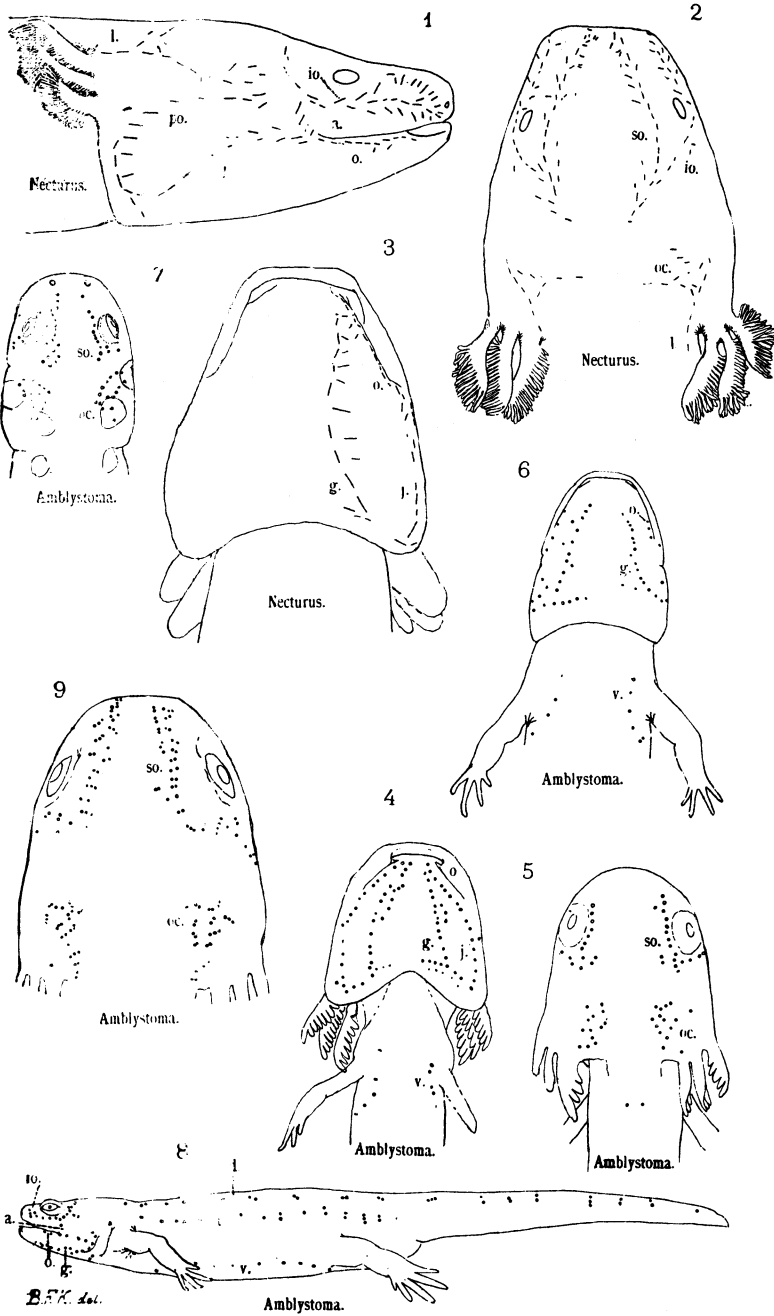 1
l.
io.
a.
po.
o.
Necturus.
2
so.
io.
oc.
l
Necturus.
3
o.
g.
j.
Necturus.
7
so.
oc.
Amblystoma.
6
o.
g.
v.
Amblystoma.
9
so.
oc.
Amblystoma.
4
o
g.
j.
v.
Amblystoma.
5
so.
oc.
Amblystoma.
8
l
io.
a.
o.
g.
v.
B.F.K. del.
Amblystoma.